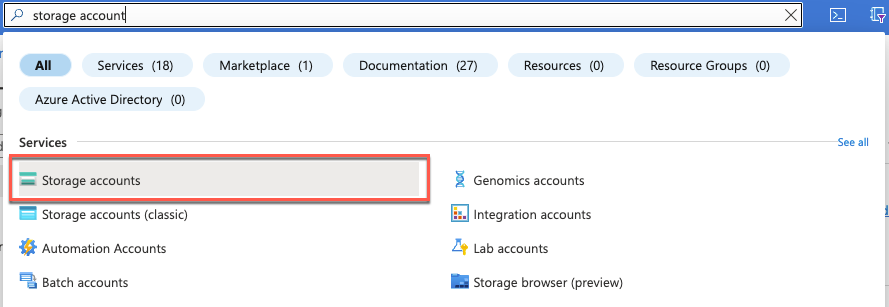 storage account
All
Services (18)
Marketplace (1)
Documentation (27)
Resources (0)
Resource Groups (0)
Azure Active Directory (0)
Services
See all
Storage accounts
Genomics accounts
Storage accounts (classic)
Integration accounts
Automation Accounts
Lab accounts
Batch accounts
Storage browser (preview)